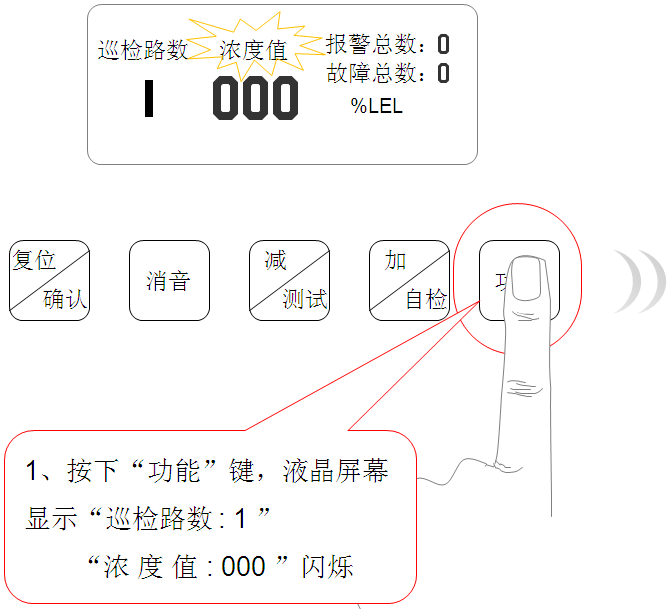 巡检路数 浓度值 报警总数：0
故障总数：0
1 000 %LEL
复位 确认
消音
减 测试
加 自检
1、按下“功能”键，液晶屏幕
显示“巡检路数 : 1 ”
“浓 度 值 : 000 ”闪烁